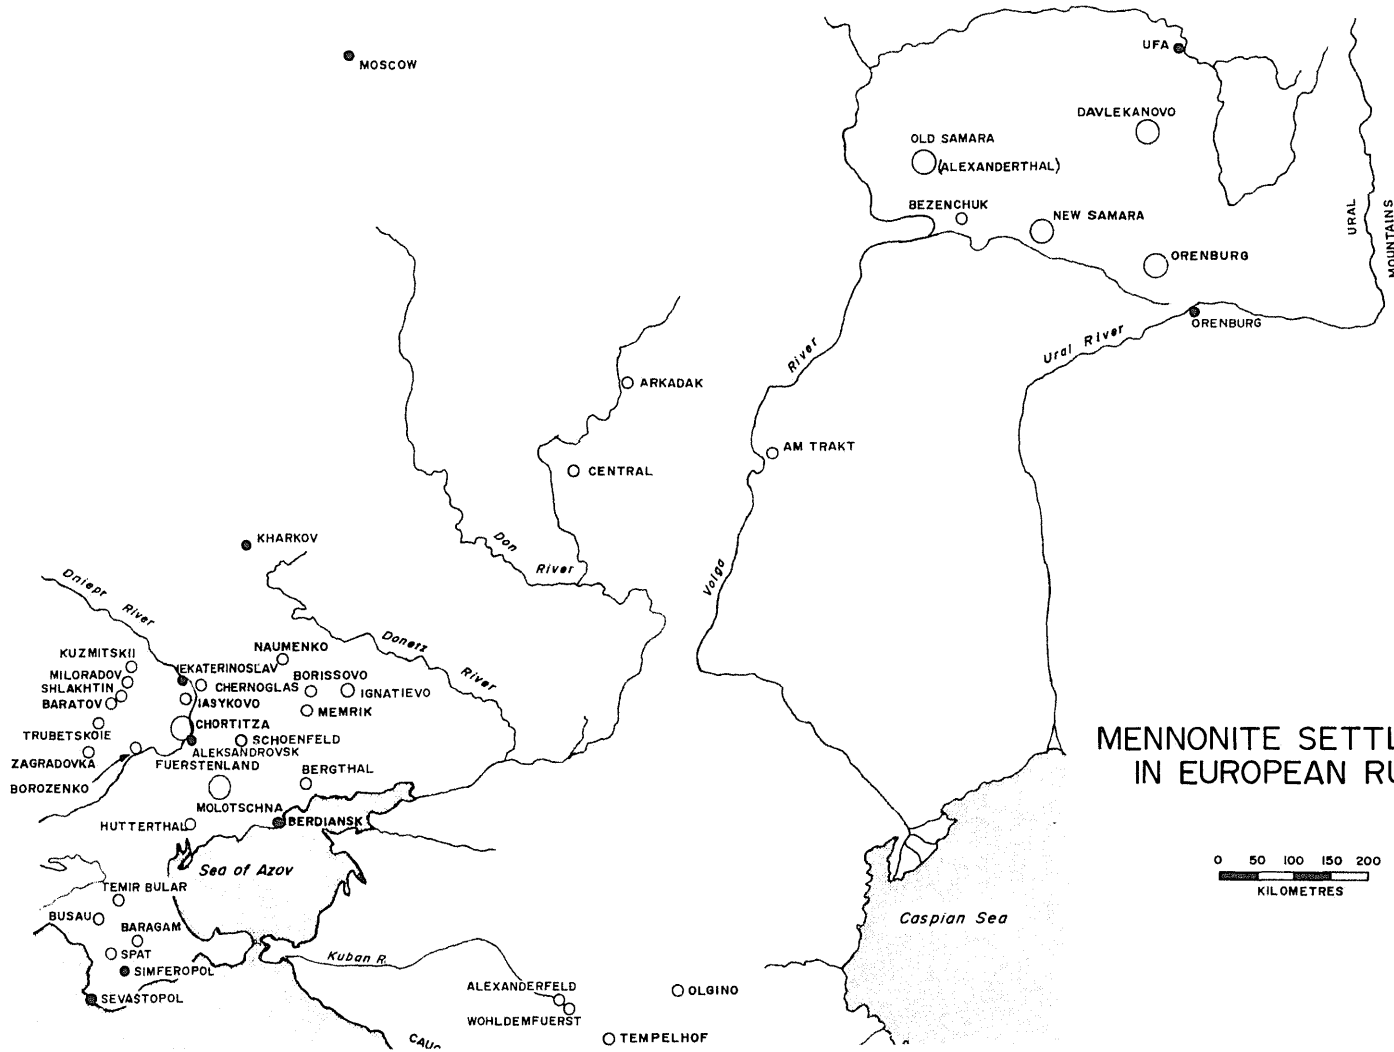 MOSCOW
UFA
DAVLEKANOVO
OLD SAMARA
(ALEXANDERTHAL)
BEZENCHUK
NEW SAMARA
URAL
MOUNTAINS
ORENBURG
ORENBURG
Ural River
River
ARKADAK
AM TRAKT
CENTRAL
KHARKOV
Don
River
Volga
Dniepr
River
Donetz
River
NAUMENKO
KUZMITSKII
IEKATERINOSLAV
MILORADOV
BORISSOVO
SHLAKHTIN
CHERNOGLAS
IGNATIEVO
BARATOV
IASYKOVO
MEMRIK
CHORTITZA
TRUBETSKOIE
SCHOENFELD
ALEKSANDROVSK
ZAGRADOVKA
FUERSTENLAND
BERGTHAL
BOROZENKO
MOLOTSCHNA
HUTTERTHAL
BERDIANSK
MENNONITE SETTL
IN EUROPEAN RU
0 50 100 150 200
KILOMETRES
Sea of Azov
TEMIR BULAR
BUSAU
BARAGAM
SPAT
SIMFEROPOL
SEVASTOPOL
Caspian Sea
Kuban R.
ALEXANDERFELD
OLGINO
WOHLDEMFUERST
TEMPELHOF
CAUC